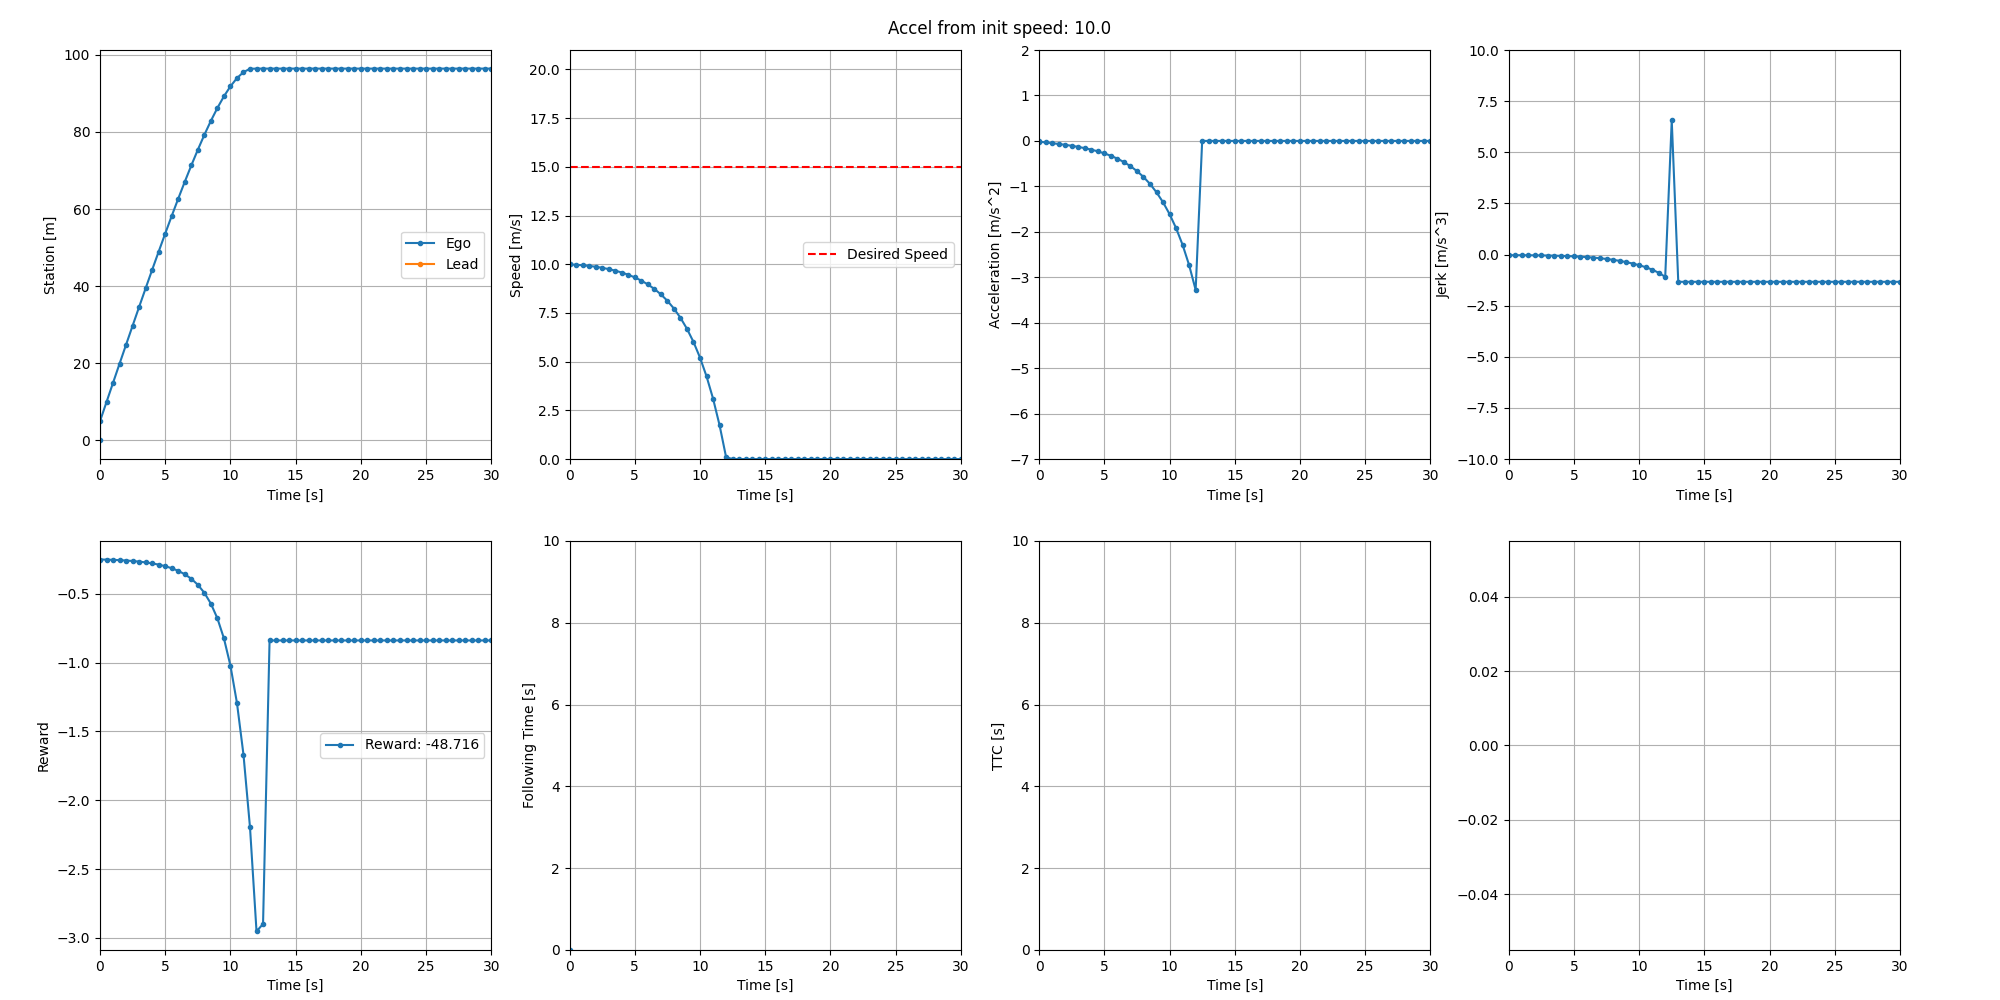 Accel from init speed: 10.0
Station [m]
100
80
60
40
20
0
Ego
Lead
0 5 10 15 20 25 30
Time [s]
Speed [m/s]
20.0
17.5
15.0
12.5
10.0
7.5
5.0
2.5
0.0
Desired Speed
0 5 10 15 20 25 30
Time [s]
Acceleration [m/s^2]
2
1
0
−1
−2
−3
−4
−5
−6
−7
0 5 10 15 20 25 30
Time [s]
Jerk [m/s^3]
10.0
7.5
5.0
2.5
0.0
−2.5
−5.0
−7.5
−10.0
0 5 10 15 20 25 30
Time [s]
Reward
−0.5
−1.0
−1.5
−2.0
−2.5
−3.0
Reward: -48.716
0 5 10 15 20 25 30
Time [s]
Following Time [s]
10
8
6
4
2
0
0 5 10 15 20 25 30
Time [s]
TTC [s]
10
8
6
4
2
0
0 5 10 15 20 25 30
Time [s]
0.04
0.02
0.00
−0.02
−0.04
0 5 10 15 20 25 30
Time [s]